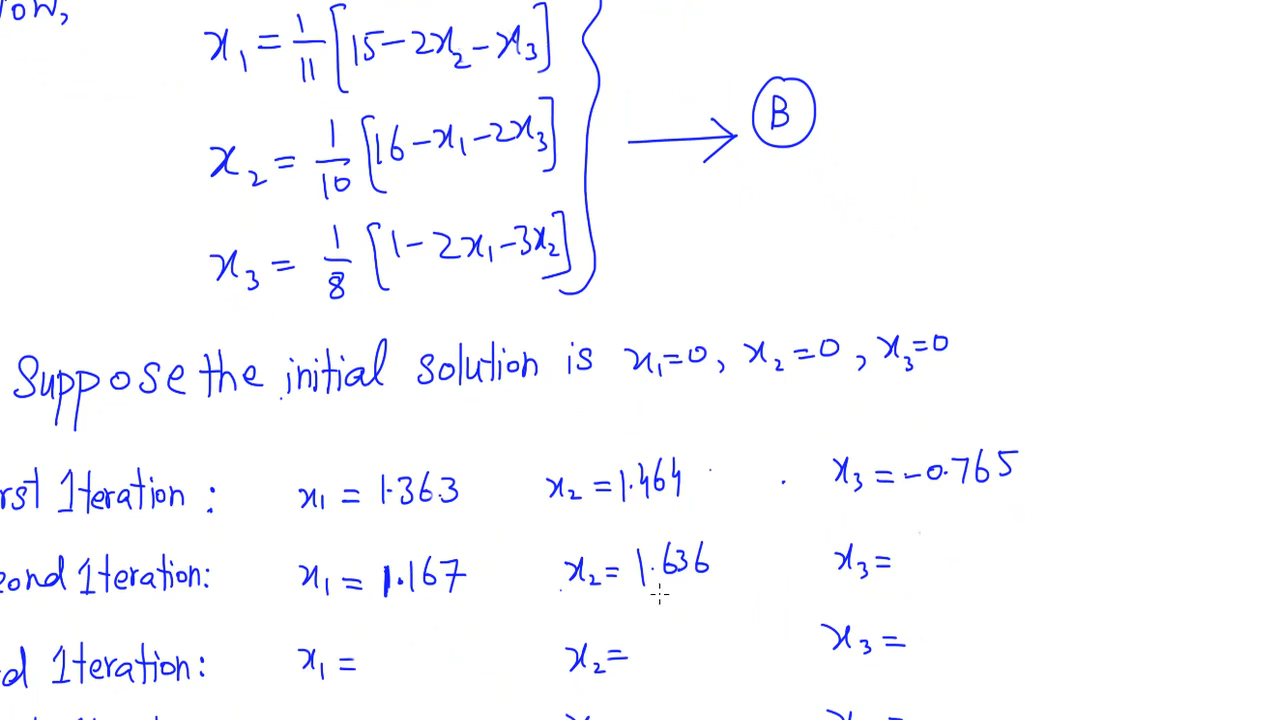 ow,
x₁ = 1/11 [15 - 2x₂ - x₃]
x₂ = 1/10 [16 - x₁ - 2x₃]
→ B
x₃ = 1/8 [1 - 2x₁ - 3x₂]
Suppose the initial solution is x₁=0, x₂=0, x₃=0
rst Iteration : x₁ = 1.363 x₂ = 1.464 x₃ = -0.765
cond Iteration: x₁ = 1.167 x₂ = 1.636 x₃ =
d Iteration: x₁ = x₂ = x₃ =